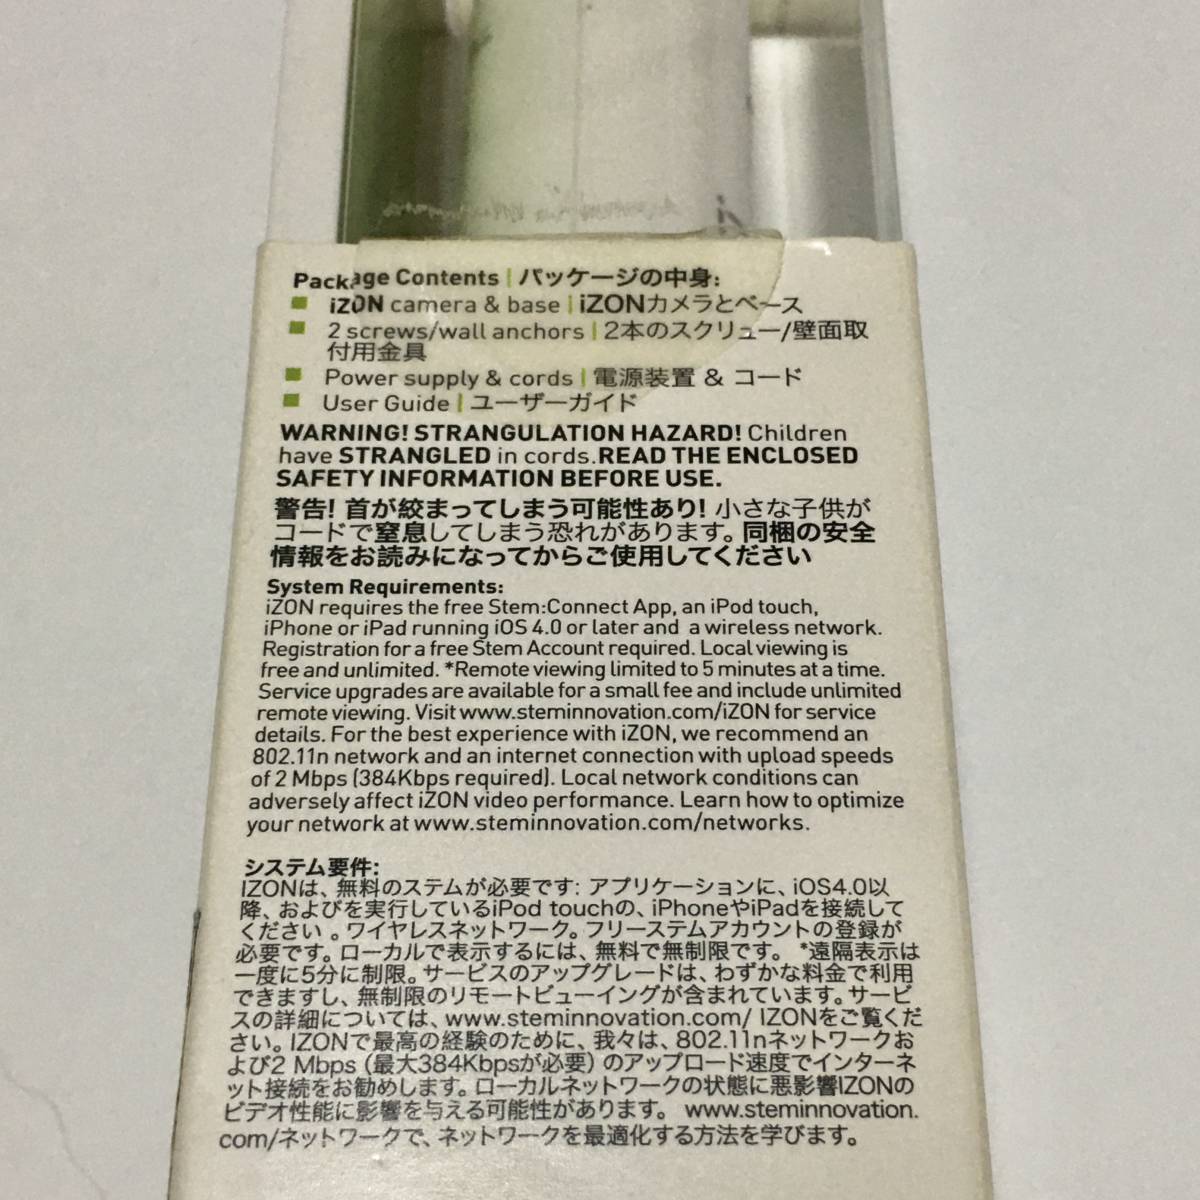 Package Contents | パッケージの中身:
iZON camera & base | iZONカメラとベース
2 screws/wall anchors | 2本のスクリュー/壁面取
付用金具
Power supply & cords | 電源装置 & コード
User Guide | ユーザーガイド
WARNING! STRANGULATION HAZARD! Children
have STRANGLED in cords.READ THE ENCLOSED
SAFETY INFORMATION BEFORE USE.
警告! 首が絞まってしまう可能性あり! 小さな子供が
コードで窒息してしまう恐れがあります。同梱の安全
情報をお読みになってからご使用してください
System Requirements:
iZON requires the free Stem:Connect App, an iPod touch,
iPhone or iPad running iOS 4.0 or later and a wireless network.
Registration for a free Stem Account required. Local viewing is
free and unlimited. *Remote viewing limited to 5 minutes at a time.
Service upgrades are available for a small fee and include unlimited
remote viewing. Visit www.steminnovation.com/iZON for service
details. For the best experience with iZON, we recommend an
802.11n network and an internet connection with upload speeds
of 2 Mbps (384Kbps required). Local network conditions can
adversely affect iZON video performance. Learn how to optimize
your network at www.steminnovation.com/networks.
システム要件:
IZONは、無料のステムが必要です: アプリケーションに、iOS4.0以
降、およびを実行しているiPod touchの、iPhoneやiPadを接続して
ください 。ワイヤレスネットワーク。フリーステムアカウントの登録が
必要です。ローカルで表示するには、無料で無制限です。 *遠隔表示は
一度に5分に制限。サービスのアップグレードは、わずかな料金で利用
できますし、無制限のリモートビューイングが含まれています。サービ
スの詳細については、www.steminnovation.com/ IZONをご覧くだ
さい。IZONで最高の経験のために、我々は、802.11nネットワークお
よび2 Mbps (最大384Kbpsが必要) のアップロード速度でインターネ
ット接続をお勧めします。ローカルネットワークの状態に悪影響IZONの
ビデオ性能に影響を与える可能性があります。 www.steminnovation.
com/ネットワークで、ネットワークを最適化する方法を学びます。